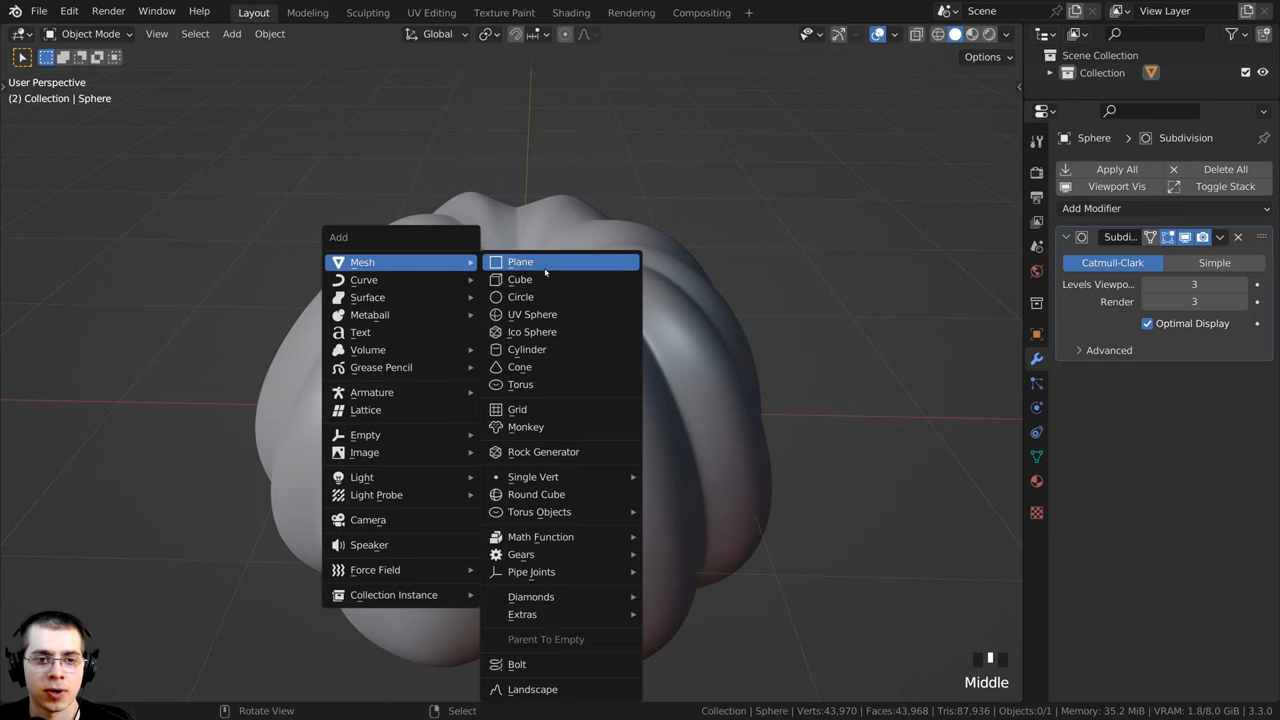 File Edit Render Window Help Layout Modeling Sculpting UV Editing Texture Paint Shading Rendering Compositing Scene View Layer
Object Mode View Select Add Object Global
Options
User Perspective
(2) Collection | Sphere
Scene Collection
Collection
Sphere Subdivision
Apply All Delete All
Viewport Vis Toggle Stack
Add Modifier
Subdi...
Catmull-Clark Simple
Levels Viewpo... 3
Render 3
Optimal Display
Advanced
Add
Mesh
Curve
Surface
Metaball
Text
Volume
Grease Pencil
Armature
Lattice
Empty
Image
Light
Light Probe
Camera
Speaker
Force Field
Collection Instance
Plane
Cube
Circle
UV Sphere
Ico Sphere
Cylinder
Cone
Torus
Grid
Monkey
Rock Generator
Single Vert
Round Cube
Torus Objects
Math Function
Gears
Pipe Joints
Diamonds
Extras
Parent To Empty
Bolt
Landscape
Middle
Rotate View Select Collection | Sphere | Verts:43,970 | Faces:43,968 | Tris:87,936 | Objects:0/1 | Memory: 35.2 MiB | VRAM: 1.8/8.0 GiB | 3.3.0